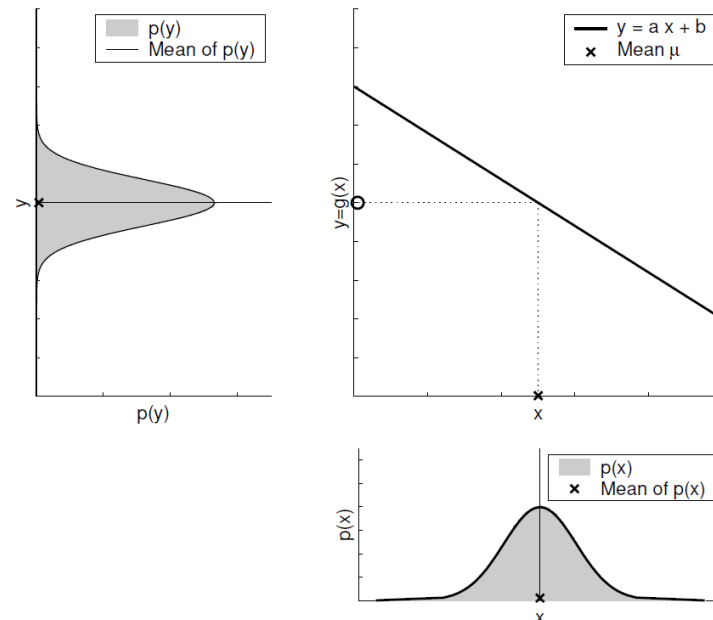 p(y)
Mean of p(y)
y
p(y)
y = a x + b
Mean μ
y=g(x)
x
p(x)
Mean of p(x)
p(x)
x